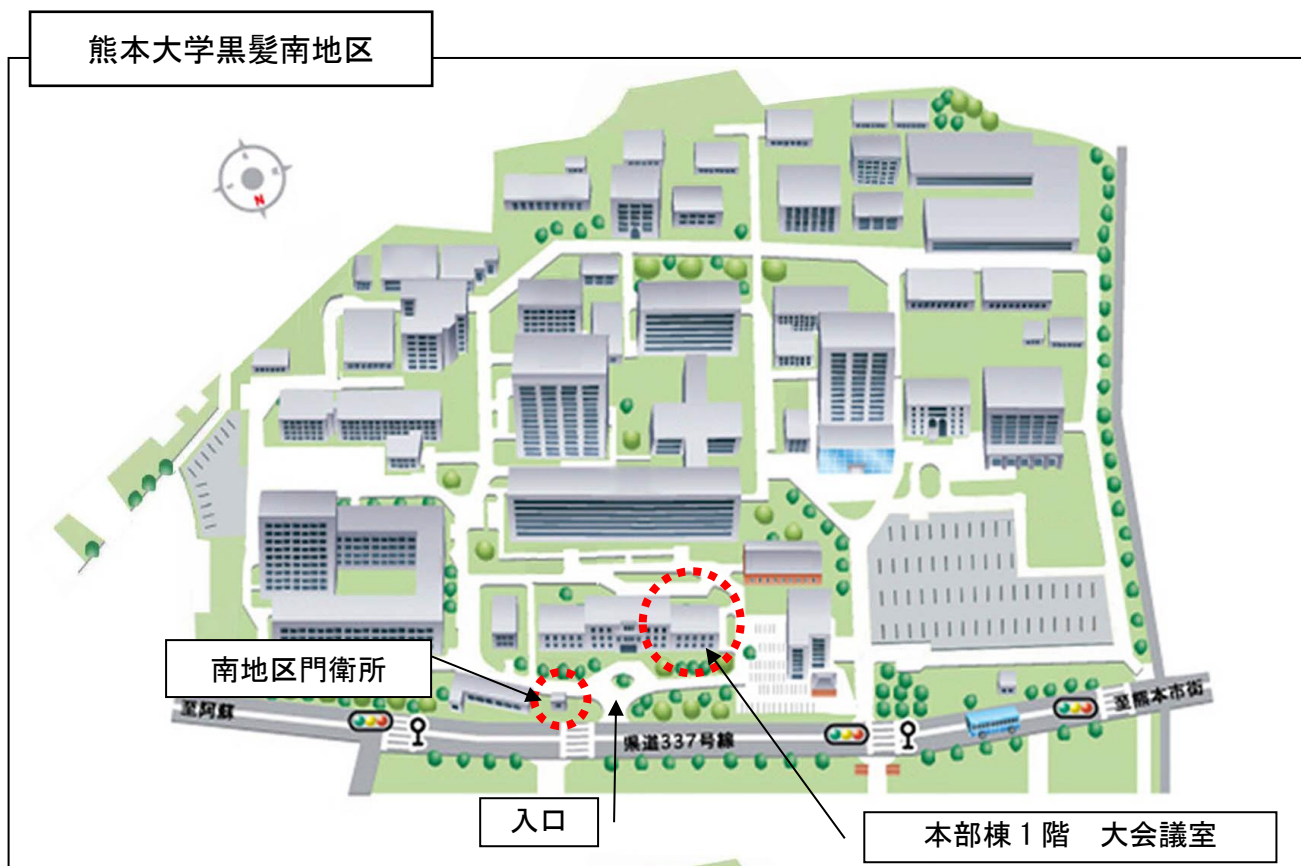 熊本大学黒髪南地区
N
南地区門衛所
至阿蘇
県道337号線
至熊本市街
入口
本部棟1階　大会議室